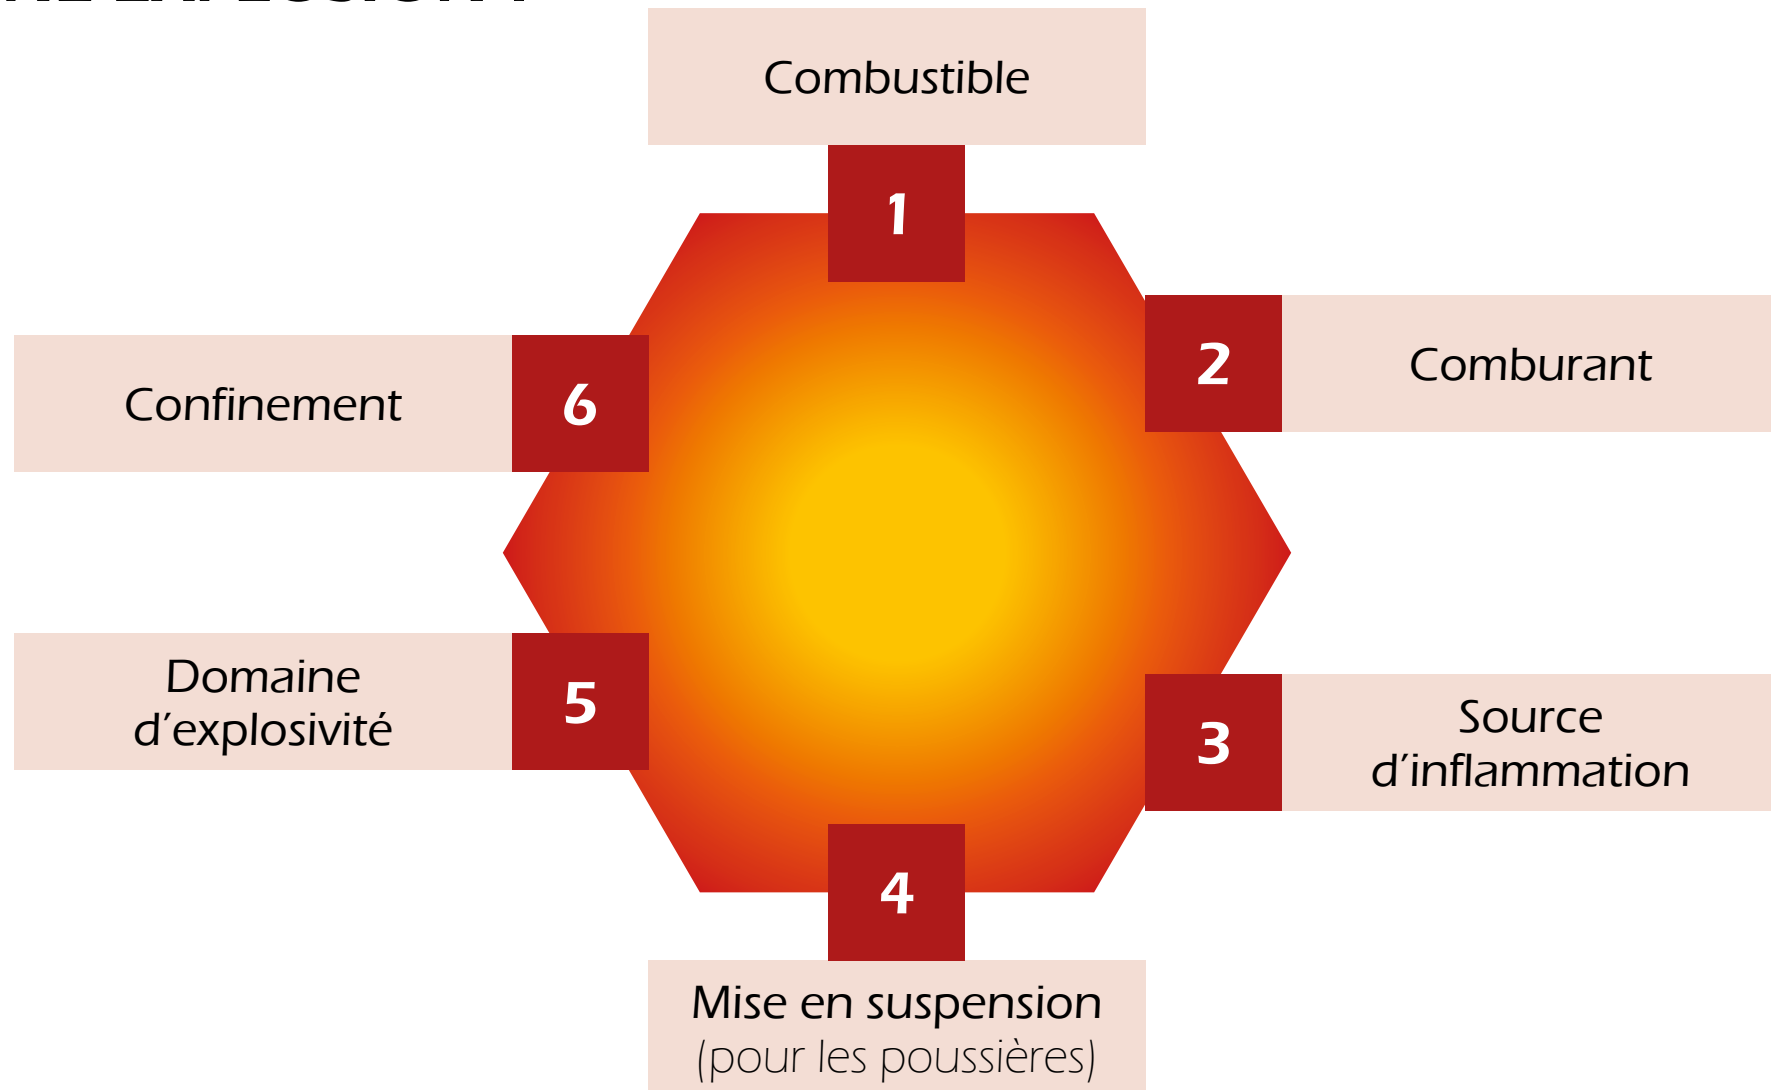 Combustible
1
2
Comburant
Confinement
6
Domaine
d'explosivité
5
3
Source
d'inflammation
4
Mise en suspension
(pour les poussières)